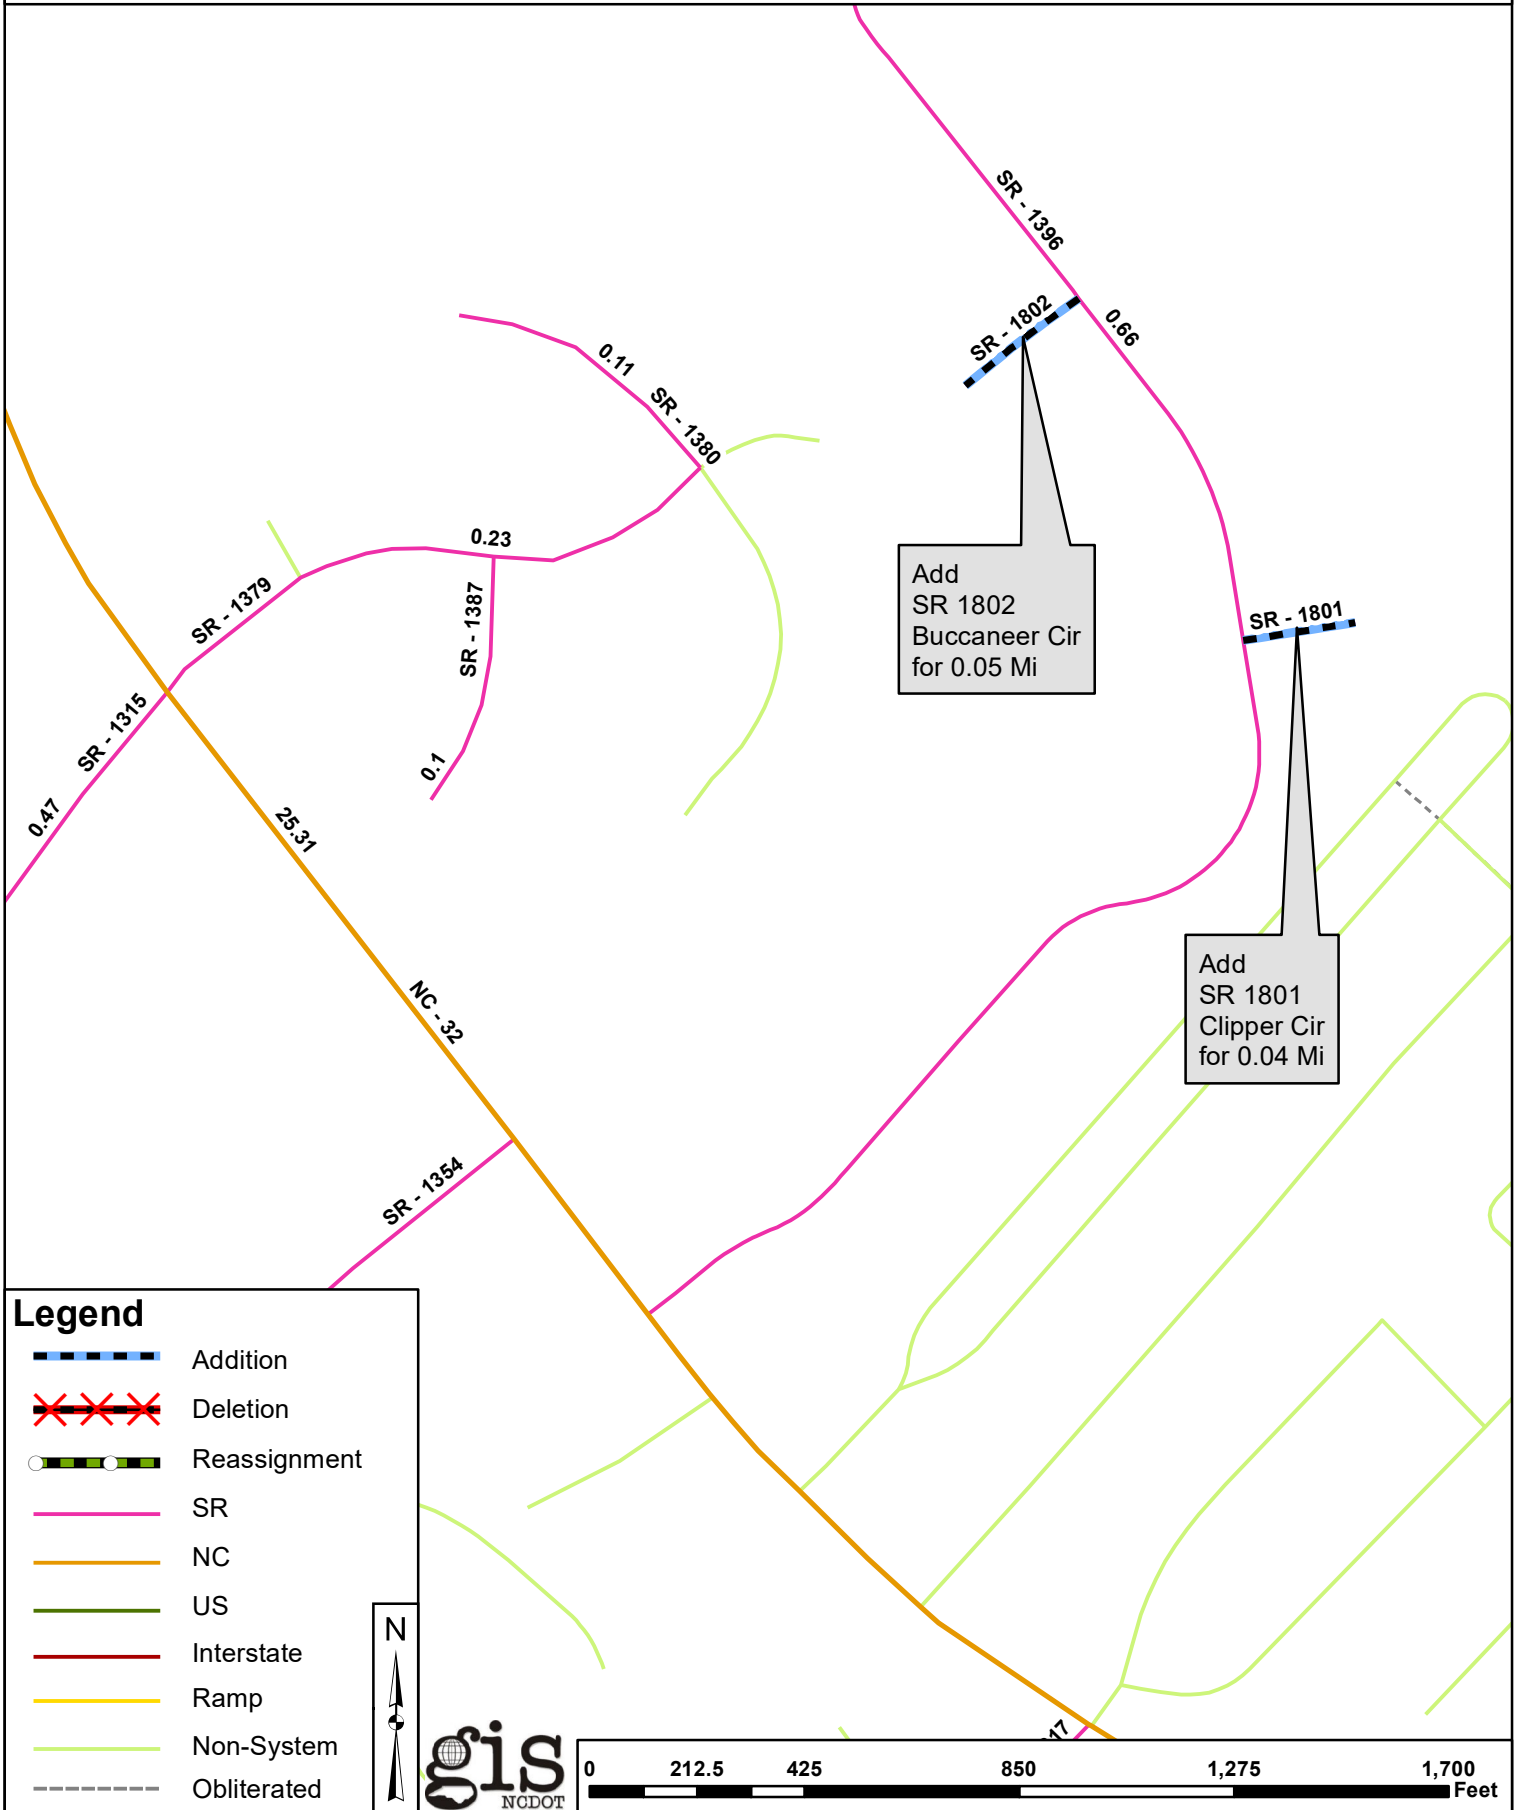 SR - 1396
0.66
SR - 1802
0.11
SR - 1380
0.23
SR - 1379
SR - 1387
Add
SR 1802
Buccaneer Cir
for 0.05 Mi
SR - 1801
SR - 1315
0.1
0.47
25.31
Add
SR 1801
Clipper Cir
for 0.04 Mi
NC - 32
SR - 1354
Legend
Addition
Deletion
Reassignment
SR
NC
US
Interstate
Ramp
Non-System
Obliterated
N
gis
NCDOT
17
0 212.5 425 850 1,275 1,700
Feet